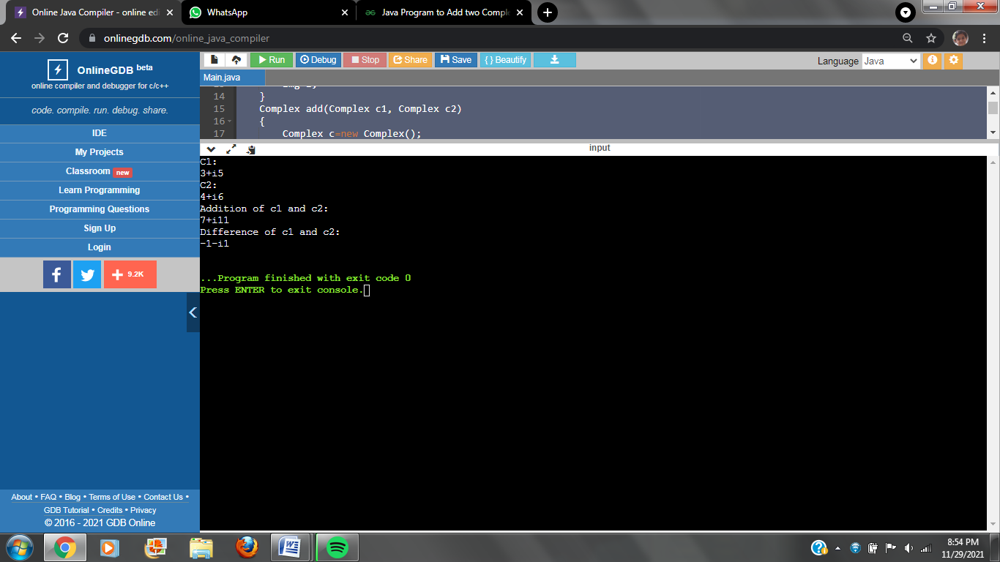 Online Java Compiler - online edi
WhatsApp
Java Program to Add two Comple
onlinegdb.com/online_java_compiler
OnlineGDB beta
online compiler and debugger for c/c++
code. compile. run. debug. share.
IDE
My Projects
Classroom new
Learn Programming
Programming Questions
Sign Up
Login
9.2K
About • FAQ • Blog • Terms of Use • Contact Us •
GDB Tutorial • Credits • Privacy
© 2016 - 2021 GDB Online
Run Debug Stop Share Save { } Beautify
Language Java
Main.java
14 }
15 Complex add(Complex c1, Complex c2)
16 {
17 Complex c=new Complex();
input
C1:
3+i5
C2:
4+i6
Addition of c1 and c2:
7+i11
Difference of c1 and c2:
-1-i1
...Program finished with exit code 0
Press ENTER to exit console.
8:54 PM
11/29/2021